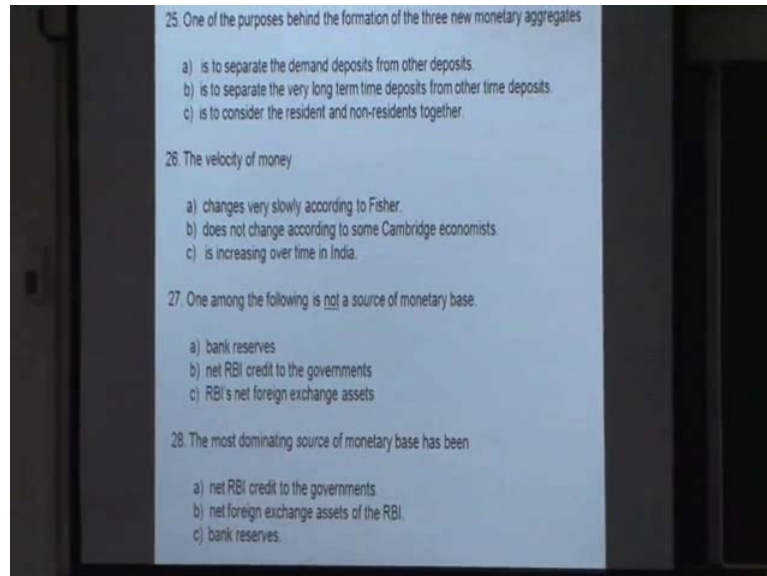 25. One of the purposes behind the formation of the three new monetary aggregates
a) is to separate the demand deposits from other deposits.
b) is to separate the very long term time deposits from other time deposits.
c) is to consider the resident and non-residents together.
26. The velocity of money
a) changes very slowly according to Fisher.
b) does not change according to some Cambridge economists.
c) is increasing over time in India.
27. One among the following is not a source of monetary base.
a) bank reserves
b) net RBI credit to the governments
c) RBI's net foreign exchange assets
28. The most dominating source of monetary base has been
a) net RBI credit to the governments.
b) net foreign exchange assets of the RBI.
c) bank reserves.